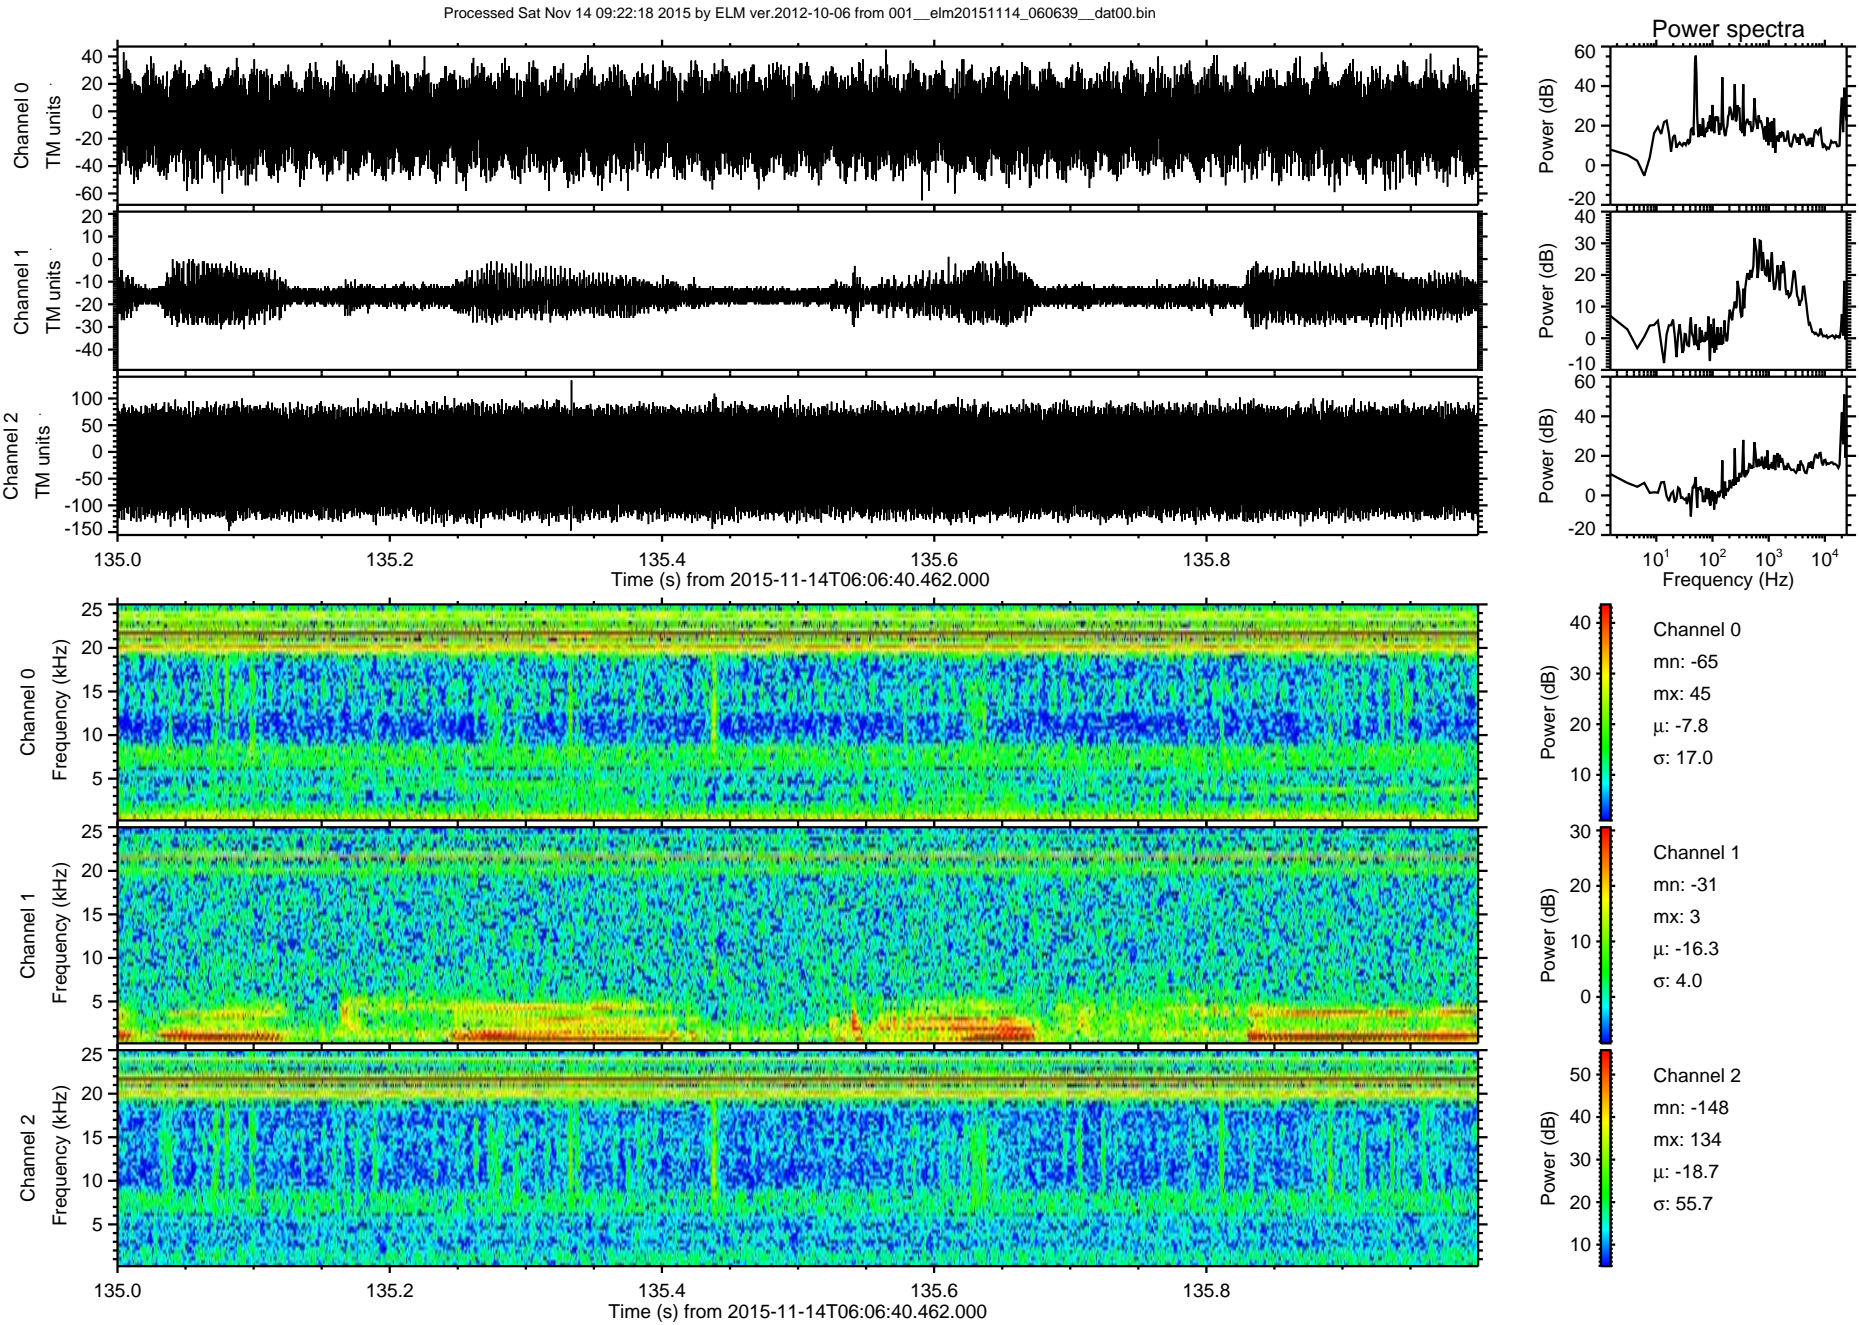 Processed Sat Nov 14 09:22:18 2015 by ELM ver.2012-10-06 from 001__elm20151114_060639__dat00.bin
Power spectra
Channel 0
TM units
40
20
0
-20
-40
-60
Power (dB)
60
40
20
0
-20
Channel 1
TM units
20
10
0
-10
-20
-30
-40
Power (dB)
40
30
20
10
0
-10
Channel 2
TM units
100
50
0
-50
-100
-150
Power (dB)
60
40
20
0
-20
135.0 135.2 135.4 135.6 135.8
Time (s) from 2015-11-14T06:06:40.462.000
10^1 10^2 10^3 10^4
Frequency (Hz)
Channel 0
Frequency (kHz)
25
20
15
10
5
Power (dB)
40
30
20
10
Channel 0
mn: -65
mx: 45
μ: -7.8
σ: 17.0
Channel 1
Frequency (kHz)
25
20
15
10
5
Power (dB)
30
20
10
0
Channel 1
mn: -31
mx: 3
μ: -16.3
σ: 4.0
Channel 2
Frequency (kHz)
25
20
15
10
5
Power (dB)
50
40
30
20
10
Channel 2
mn: -148
mx: 134
μ: -18.7
σ: 55.7
135.0 135.2 135.4 135.6 135.8
Time (s) from 2015-11-14T06:06:40.462.000